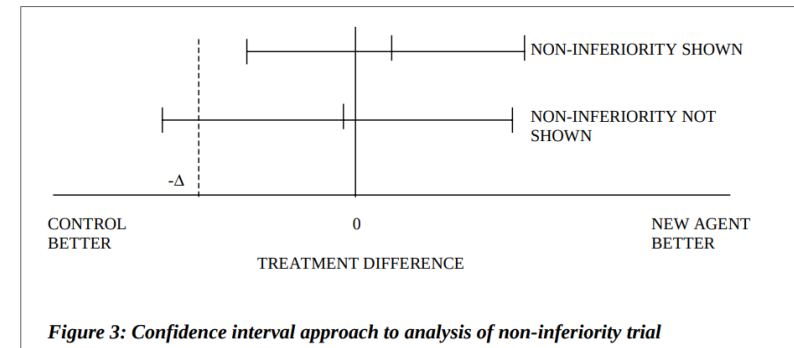 NON-INFERIORITY SHOWN
NON-INFERIORITY NOT
SHOWN
-Δ
CONTROL
BETTER
0
NEW AGENT
BETTER
TREATMENT DIFFERENCE
Figure 3: Confidence interval approach to analysis of non-inferiority trial